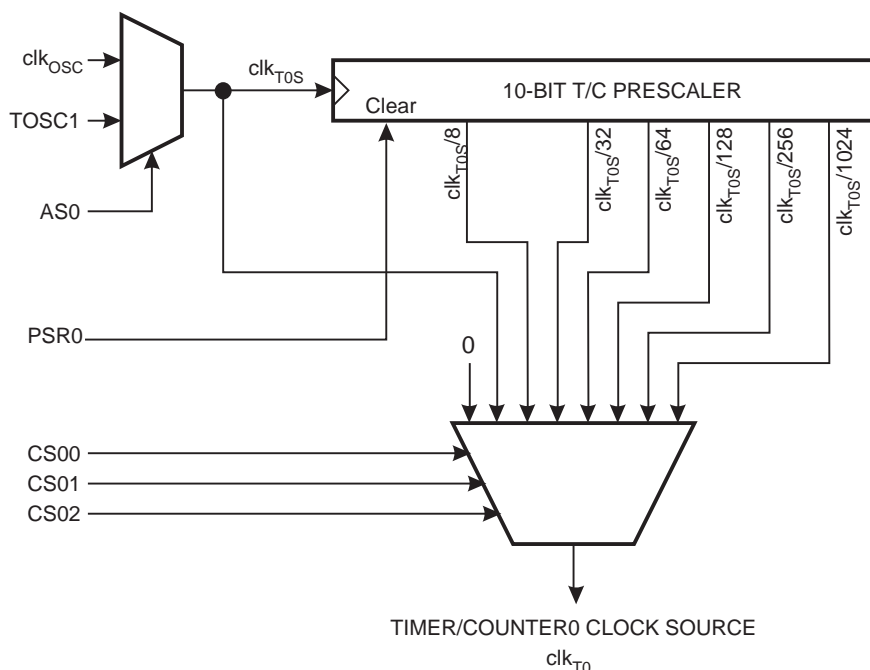 clkOSC
clkT0S
10-BIT T/C PRESCALER
TOSC1
Clear
clkT0S/8
clkT0S/32
clkT0S/64
clkT0S/128
clkT0S/256
clkT0S/1024
AS0
PSR0
0
CS00
CS01
CS02
TIMER/COUNTER0 CLOCK SOURCE
clkT0